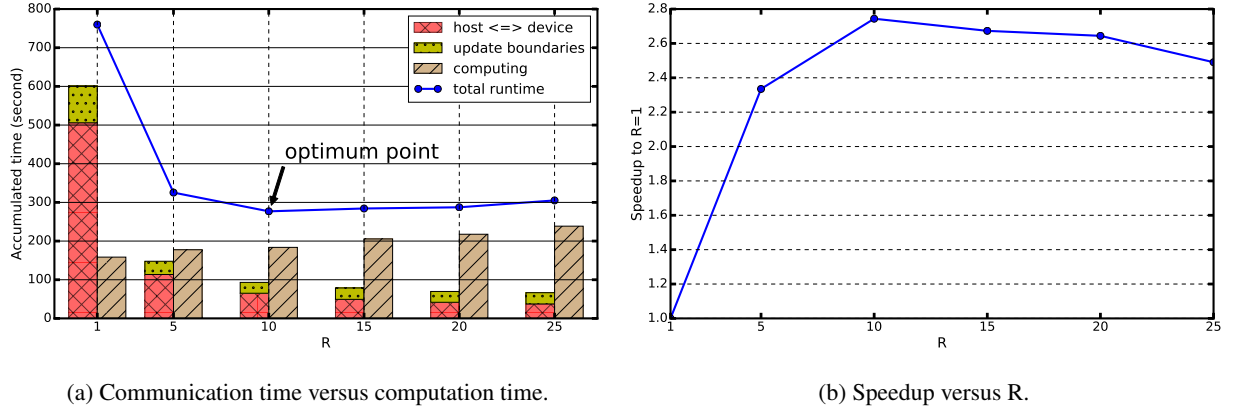 800
700
600
500
400
300
200
100
0
Accumulated time (second)
host <=> device
update boundaries
computing
total runtime
optimum point
1 5 10 15 20 25
R
2.8
2.6
2.4
2.2
2.0
1.8
1.6
1.4
1.2
1.0
Speedup to R=1
1 5 10 15 20 25
R
(a) Communication time versus computation time.
(b) Speedup versus R.